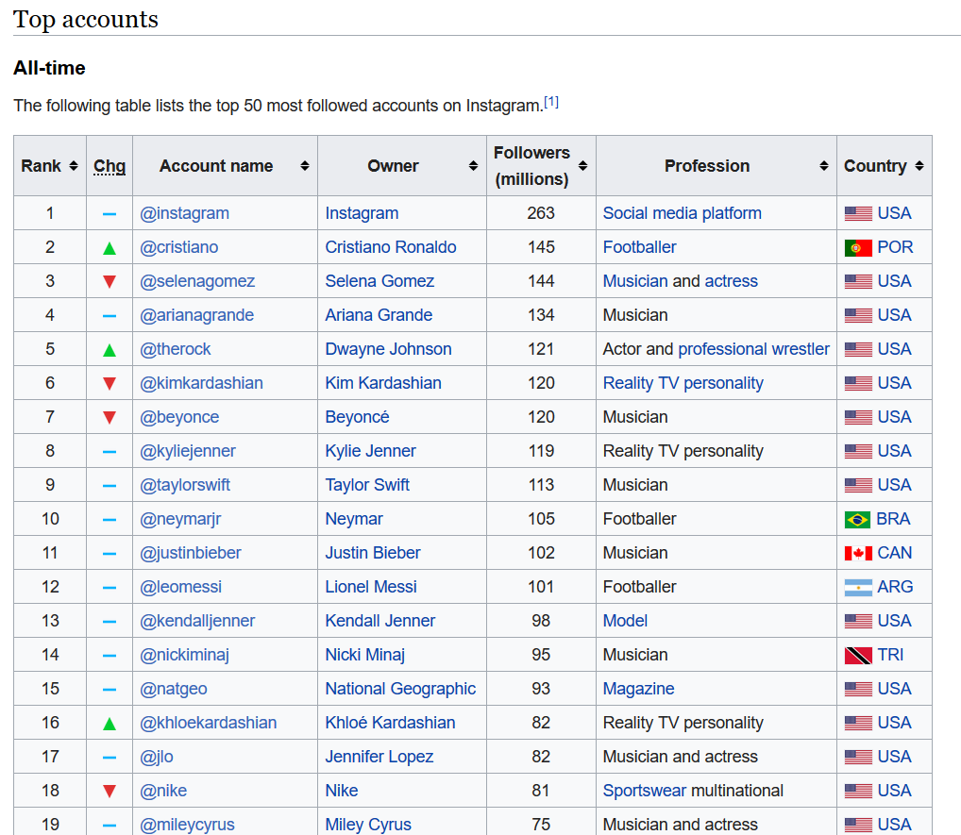 Top accounts
All-time
The following table lists the top 50 most followed accounts on Instagram.[1]
Rank Chg Account name Owner Followers (millions) Profession Country
1 @instagram Instagram 263 Social media platform USA
2 @cristiano Cristiano Ronaldo 145 Footballer POR
3 @selenagomez Selena Gomez 144 Musician and actress USA
4 @arianagrande Ariana Grande 134 Musician USA
5 @therock Dwayne Johnson 121 Actor and professional wrestler USA
6 @kimkardashian Kim Kardashian 120 Reality TV personality USA
7 @beyonce Beyoncé 120 Musician USA
8 @kyliejenner Kylie Jenner 119 Reality TV personality USA
9 @taylorswift Taylor Swift 113 Musician USA
10 @neymarjr Neymar 105 Footballer BRA
11 @justinbieber Justin Bieber 102 Musician CAN
12 @leomessi Lionel Messi 101 Footballer ARG
13 @kendalljenner Kendall Jenner 98 Model USA
14 @nickiminaj Nicki Minaj 95 Musician TRI
15 @natgeo National Geographic 93 Magazine USA
16 @khloekardashian Khloé Kardashian 82 Reality TV personality USA
17 @jlo Jennifer Lopez 82 Musician and actress USA
18 @nike Nike 81 Sportswear multinational USA
19 @mileycyrus Miley Cyrus 75 Musician and actress USA